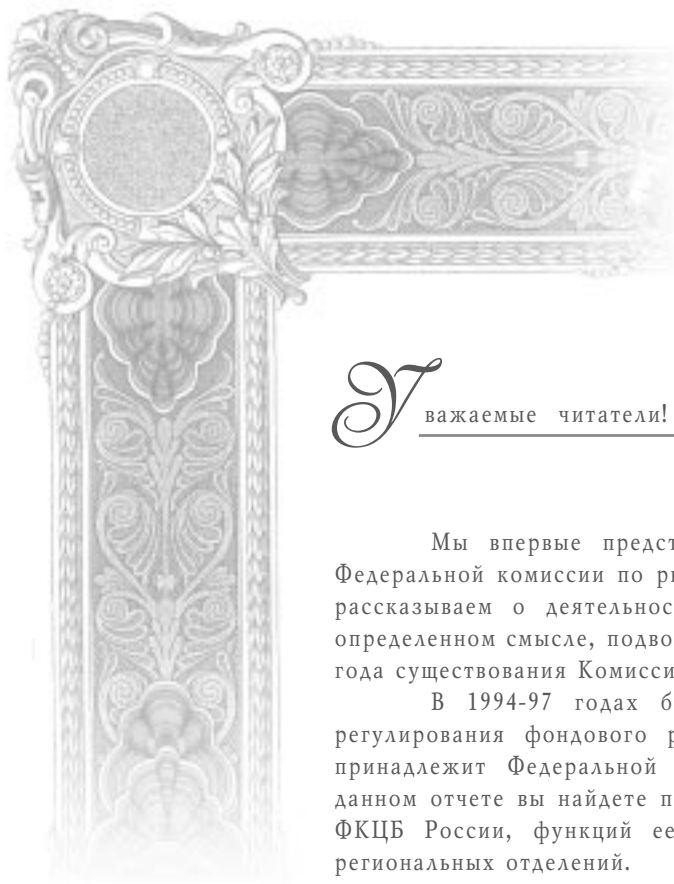 Уважаемые читатели!
Мы впервые
Федеральной комиссии по
рассказываем о
определенном смысле,
года существования
В 1994-97 годах
регулирования фондового
принадлежит Федеральной
данном отчете вы найдете
ФКЦБ России, функций ее
региональных отделений.